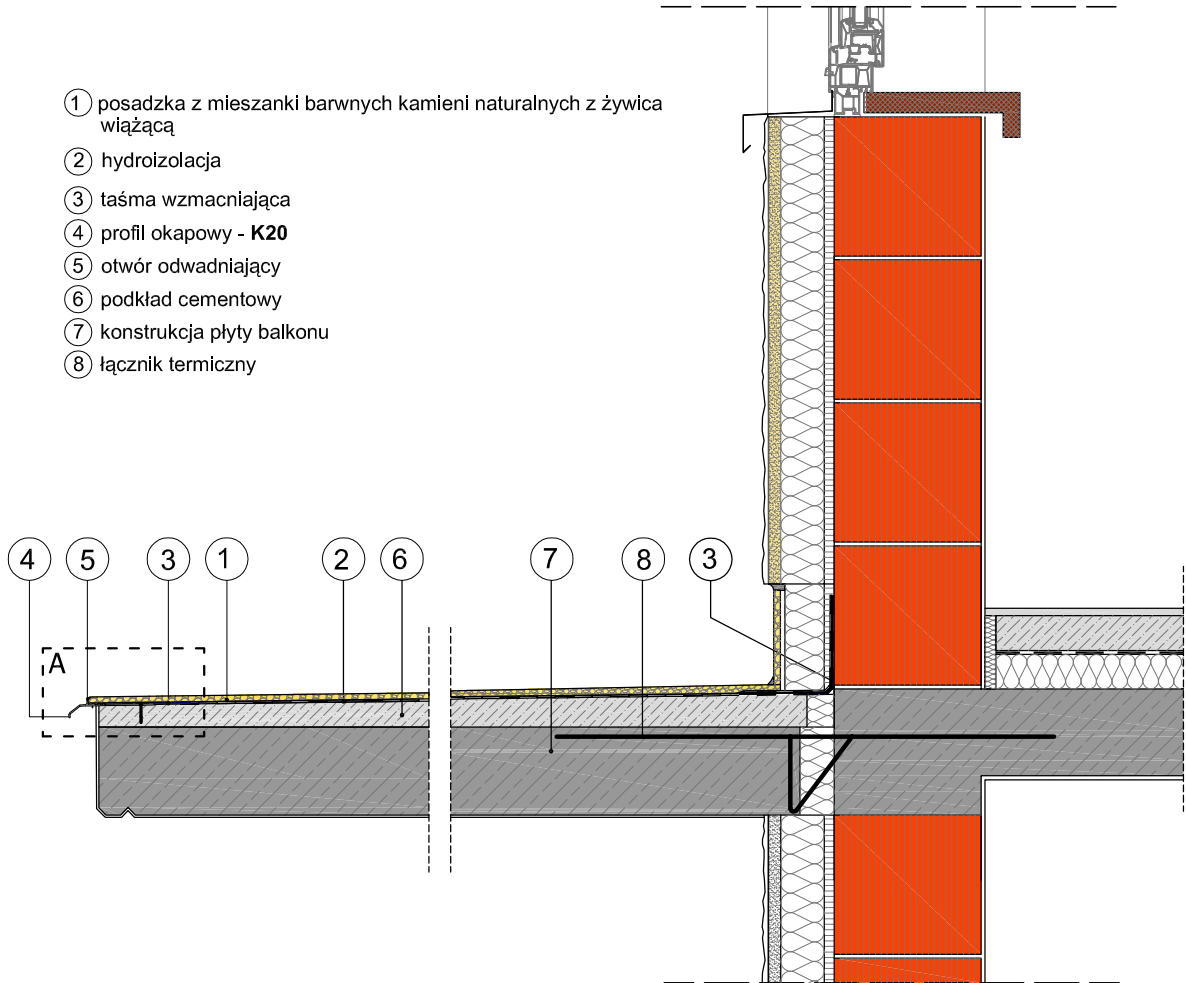 1 posadzka z mieszanki barwnych kamieni naturalnych z żywica
wiążącą
2 hydroizolacja
3 taśma wzmacniająca
4 profil okapowy - K20
5 otwór odwadniający
6 podkład cementowy
7 konstrukcja płyty balkonu
8 łącznik termiczny
4 5 3 1 2 6 7 8 3
A